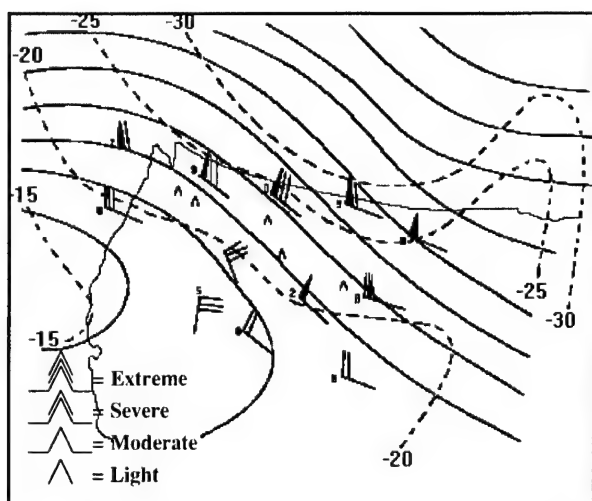 -25
-30
-20
-15
-15
-25
-30
-20
= Extreme
= Severe
= Moderate
= Light